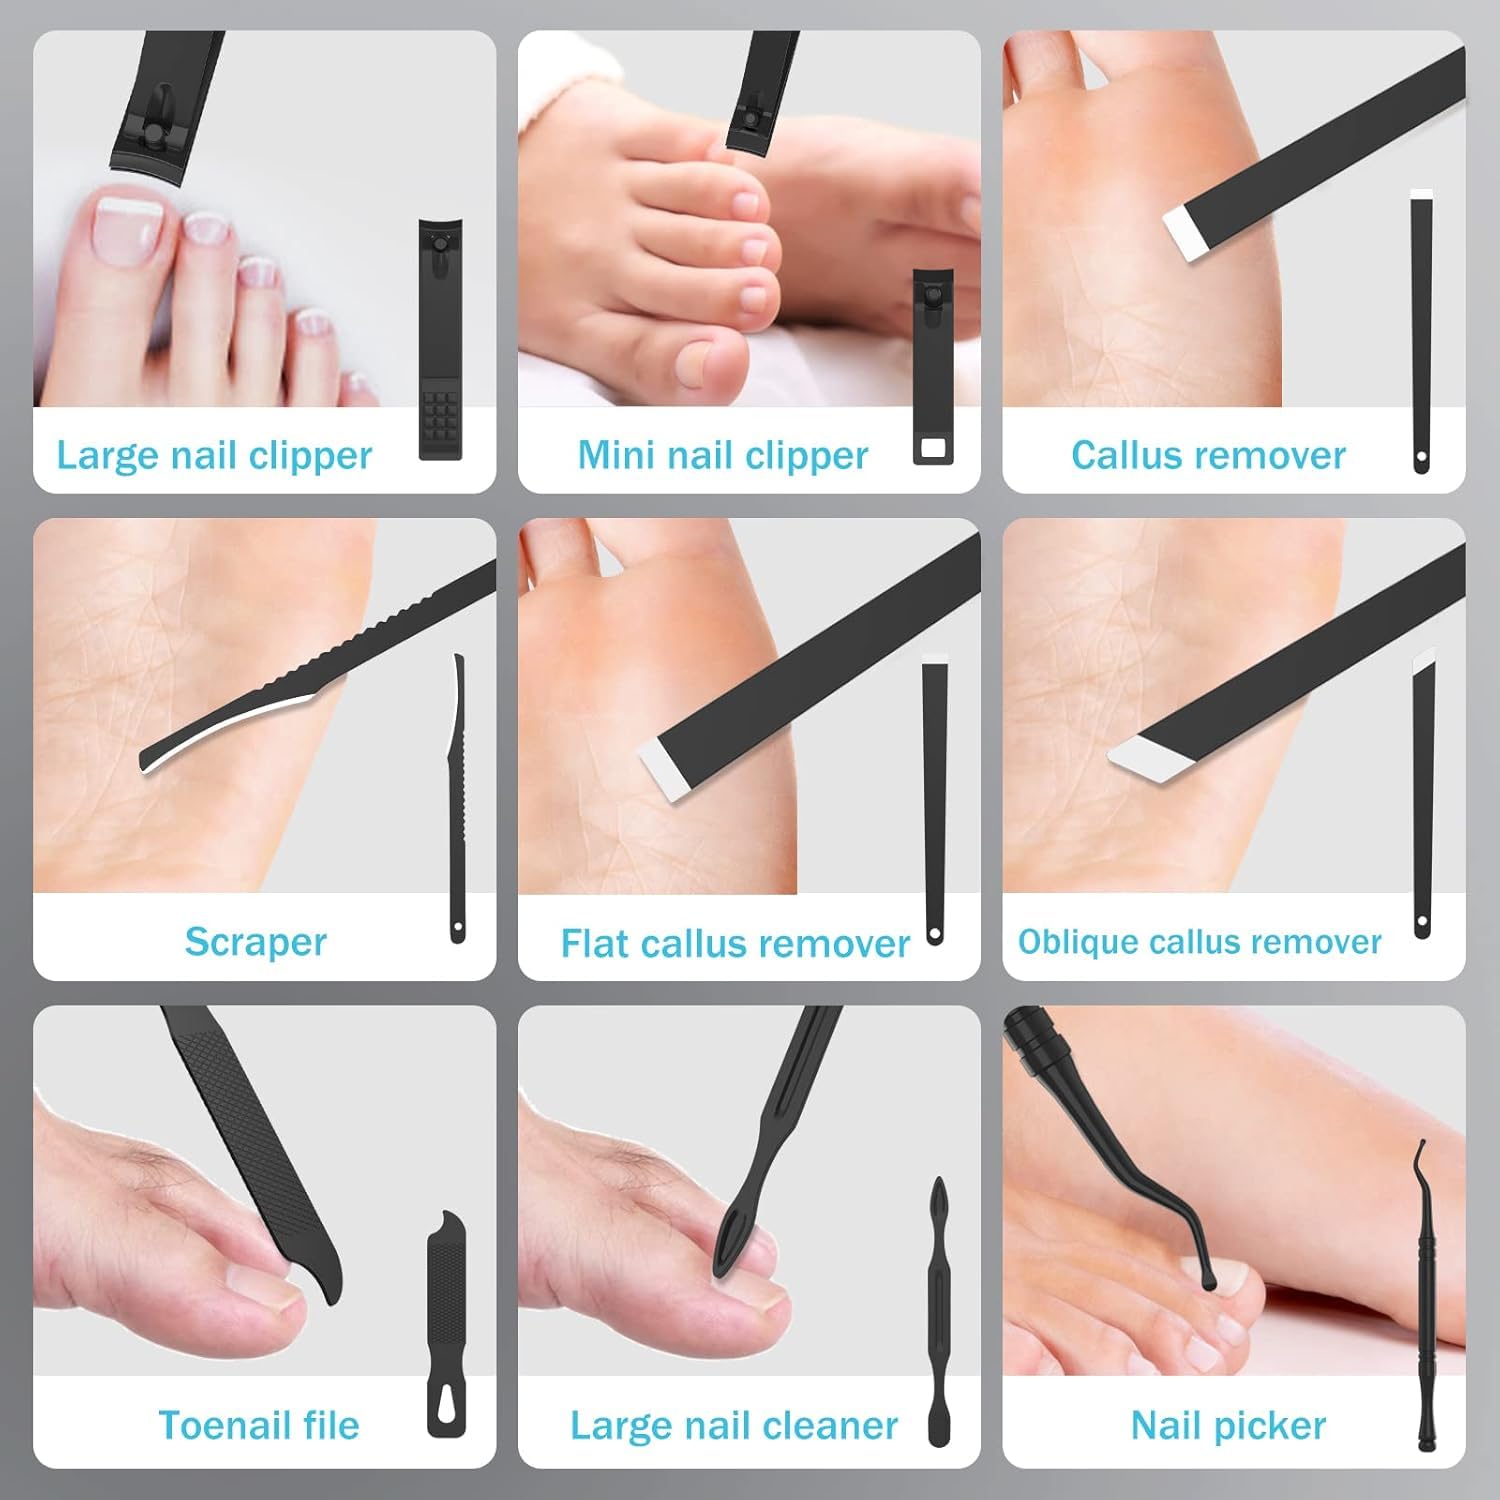 Large nail clipper
Mini nail clipper
Callus remover
Scraper
Flat callus remover
Oblique callus remover
Toenail file
Large nail cleaner
Nail picker